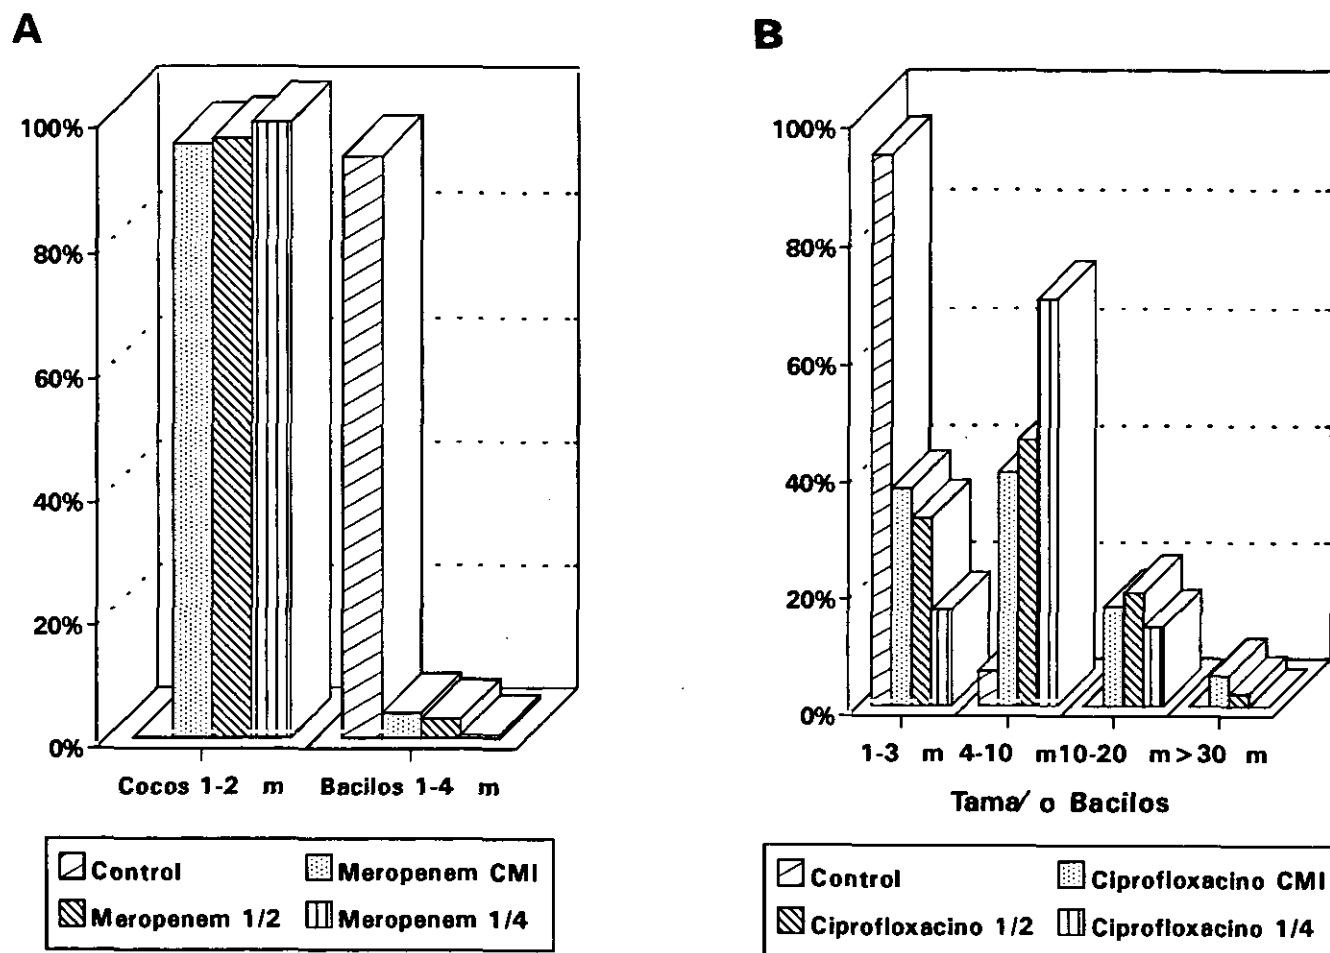 A
100%
80%
60%
40%
20%
0%
Cocos 1-2 m Bacilos 1-4 m
Control Meropenem CMI
Meropenem 1/2 Meropenem 1/4
B
100%
80%
60%
40%
20%
0%
1-3 m 4-10 m 10-20 m >30 m
Tama/ o Bacilos
Control Ciprofloxacino CMI
Ciprofloxacino 1/2 Ciprofloxacino 1/4